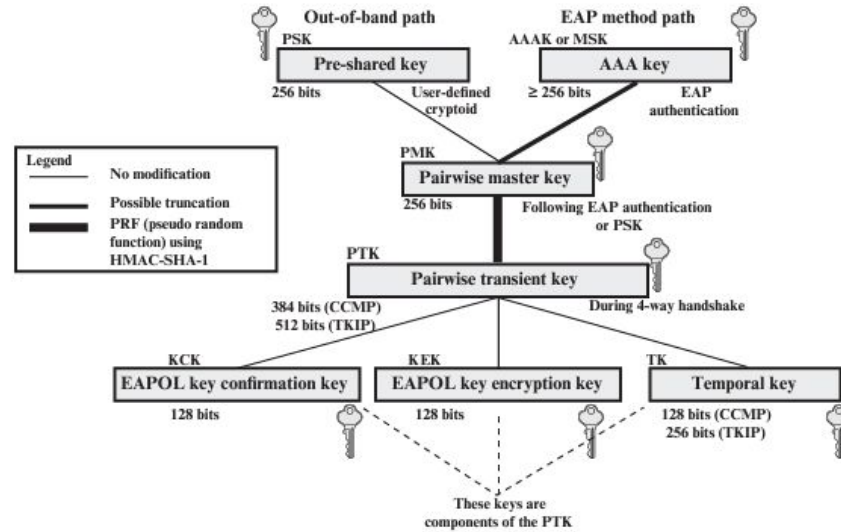 Out-of-band path
EAP method path
PSK
AAAK or MSK
Pre-shared key
AAA key
256 bits
User-defined
cryptoid
≥ 256 bits
EAP
authentication
Legend
No modification
Possible truncation
PRF (pseudo random
function) using
HMAC-SHA-1
PMK
Pairwise master key
256 bits
Following EAP authentication
or PSK
PTK
Pairwise transient key
384 bits (CCMP)
512 bits (TKIP)
During 4-way handshake
KCK
KEK
TK
EAPOL key confirmation key
EAPOL key encryption key
Temporal key
128 bits
128 bits
128 bits (CCMP)
256 bits (TKIP)
These keys are
components of the PTK